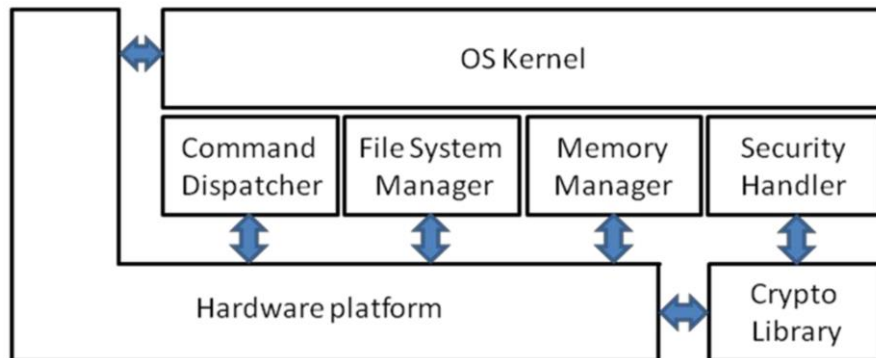 OS Kernel
Command
Dispatcher
File System
Manager
Memory
Manager
Security
Handler
Hardware platform
Crypto
Library